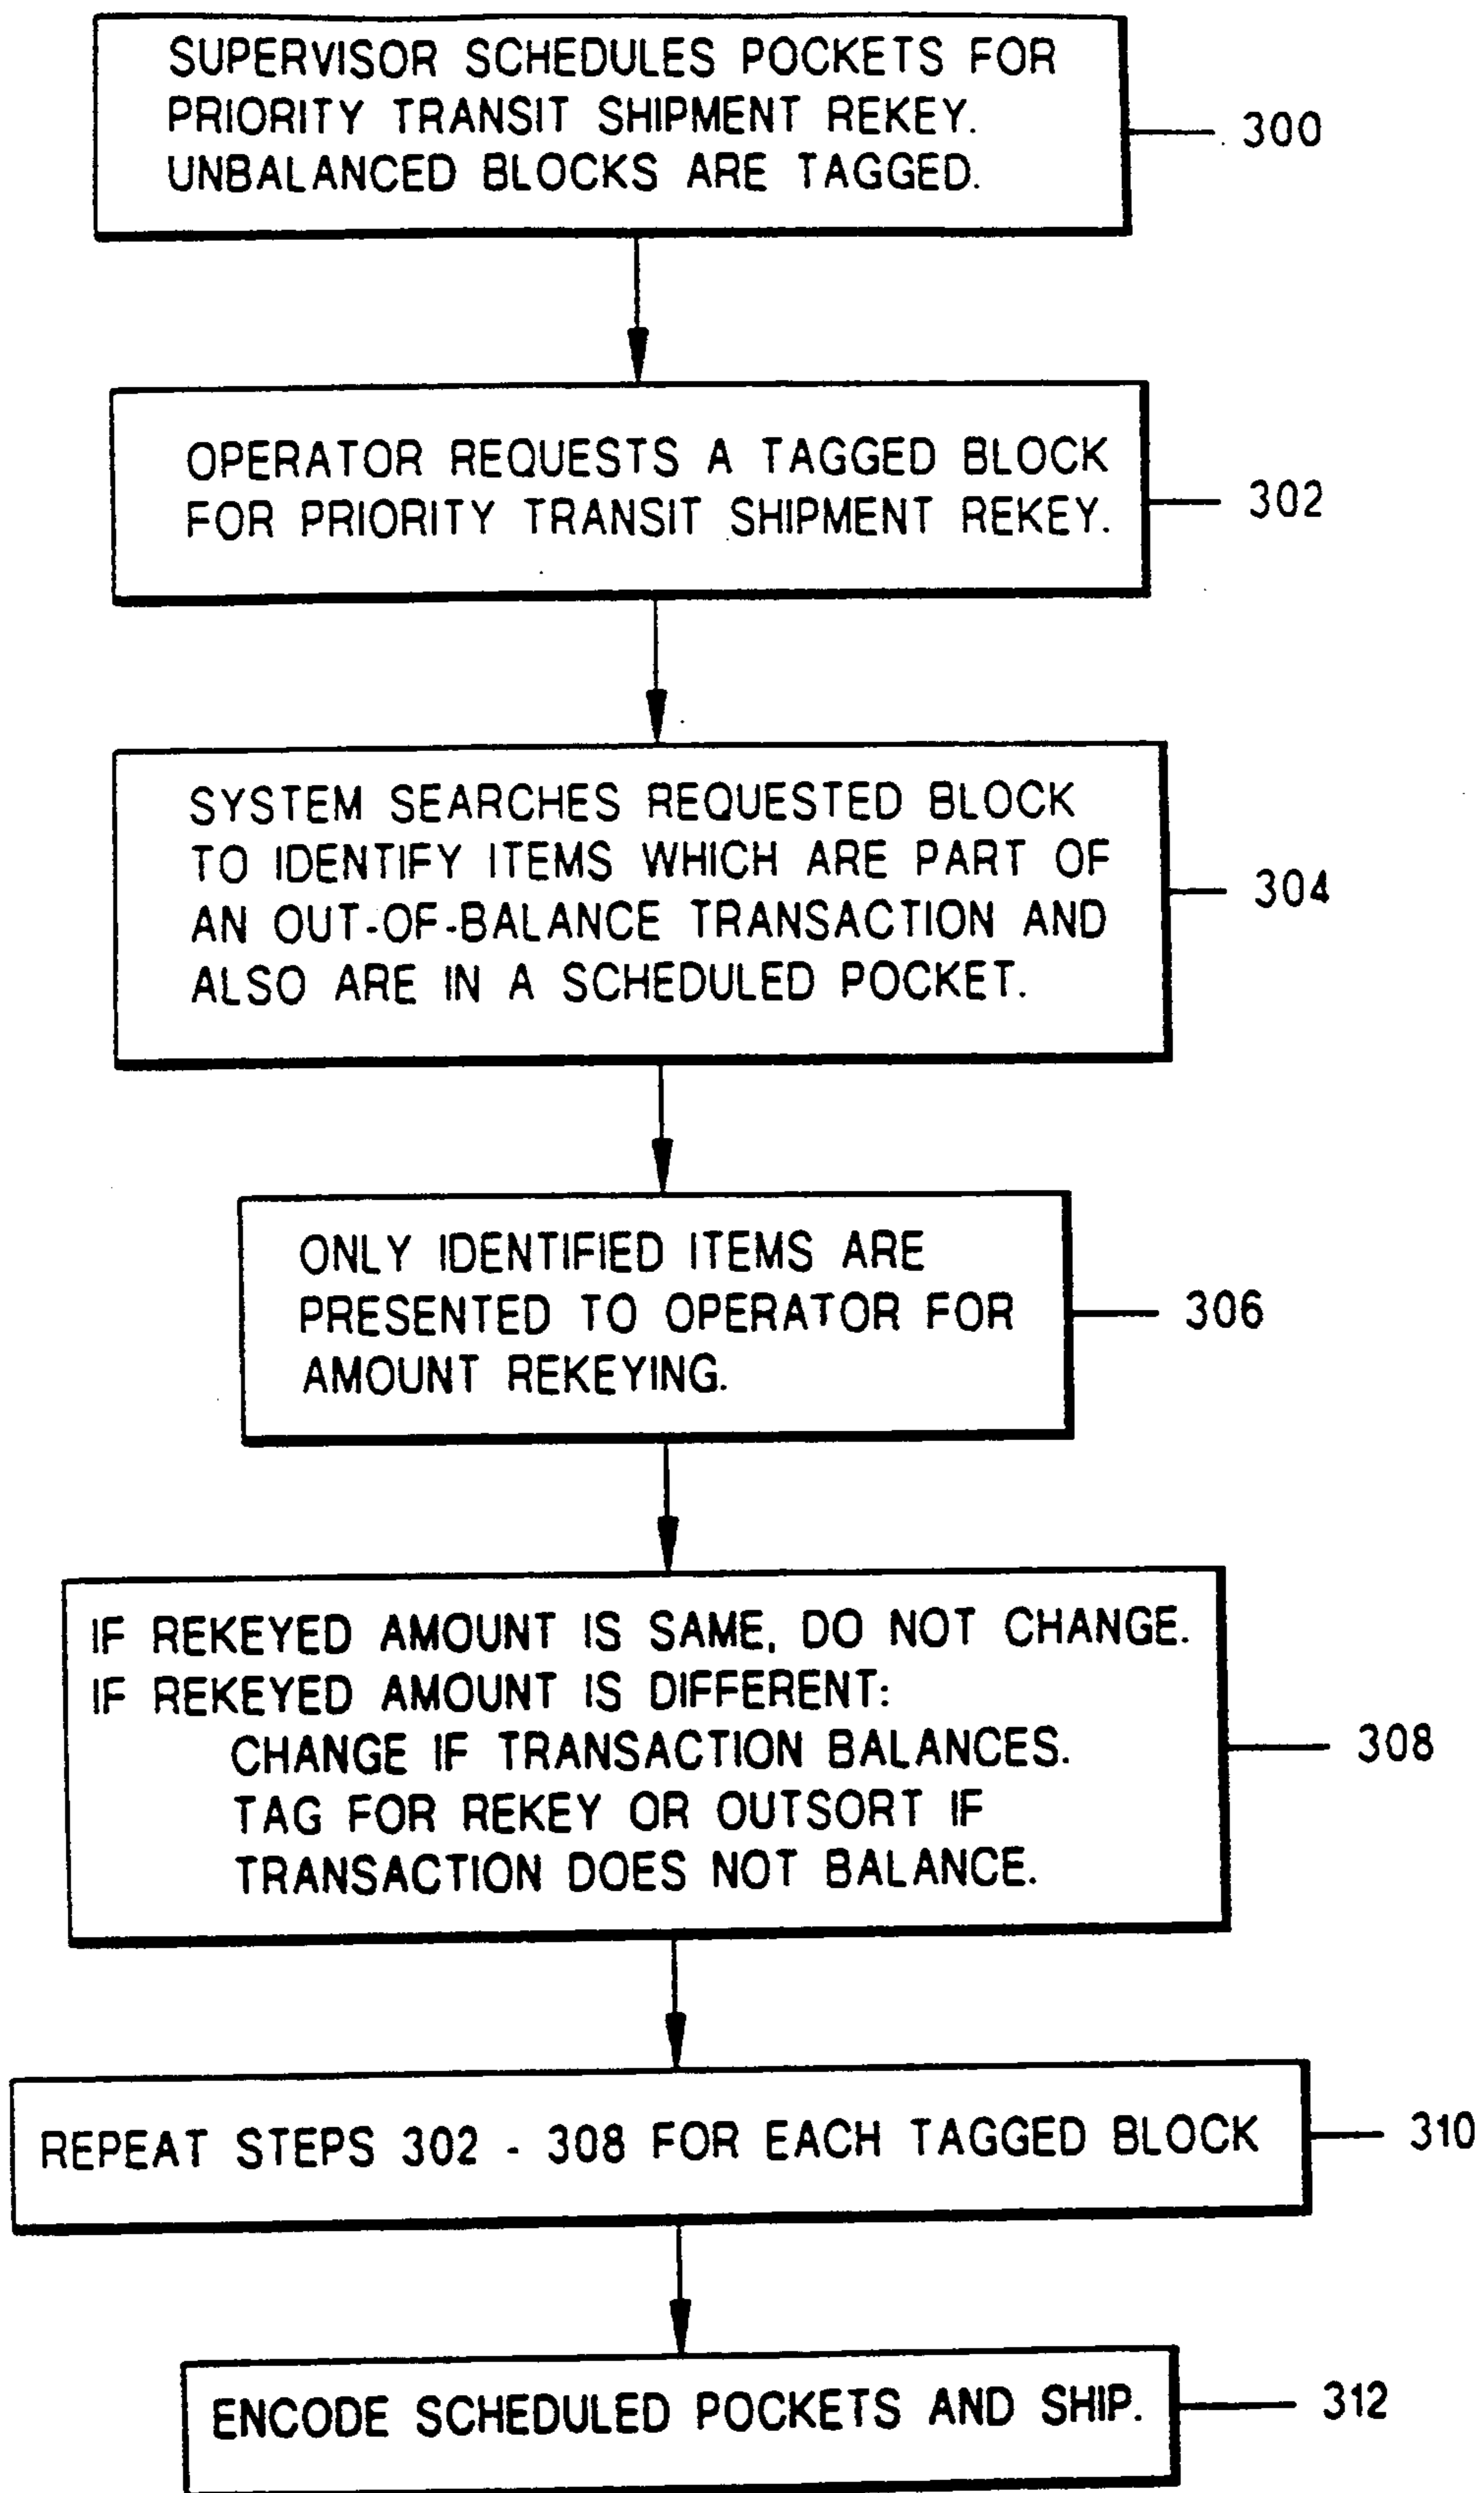 SUPERVISOR SCHEDULES POCKETS FOR
PRIORITY TRANSIT SHIPMENT REKEY.
UNBALANCED BLOCKS ARE TAGGED.
300
OPERATOR REQUESTS A TAGGED BLOCK
FOR PRIORITY TRANSIT SHIPMENT REKEY.
302
SYSTEM SEARCHES REQUESTED BLOCK
TO IDENTIFY ITEMS WHICH ARE PART OF
AN OUT-OF-BALANCE TRANSACTION AND
ALSO ARE IN A SCHEDULED POCKET.
304
ONLY IDENTIFIED ITEMS ARE
PRESENTED TO OPERATOR FOR
AMOUNT REKEYING.
306
IF REKEYED AMOUNT IS SAME, DO NOT CHANGE.
IF REKEYED AMOUNT IS DIFFERENT:
CHANGE IF TRANSACTION BALANCES.
TAG FOR REKEY OR OUTSORT IF
TRANSACTION DOES NOT BALANCE.
308
REPEAT STEPS 302 - 308 FOR EACH TAGGED BLOCK
310
ENCODE SCHEDULED POCKETS AND SHIP.
312